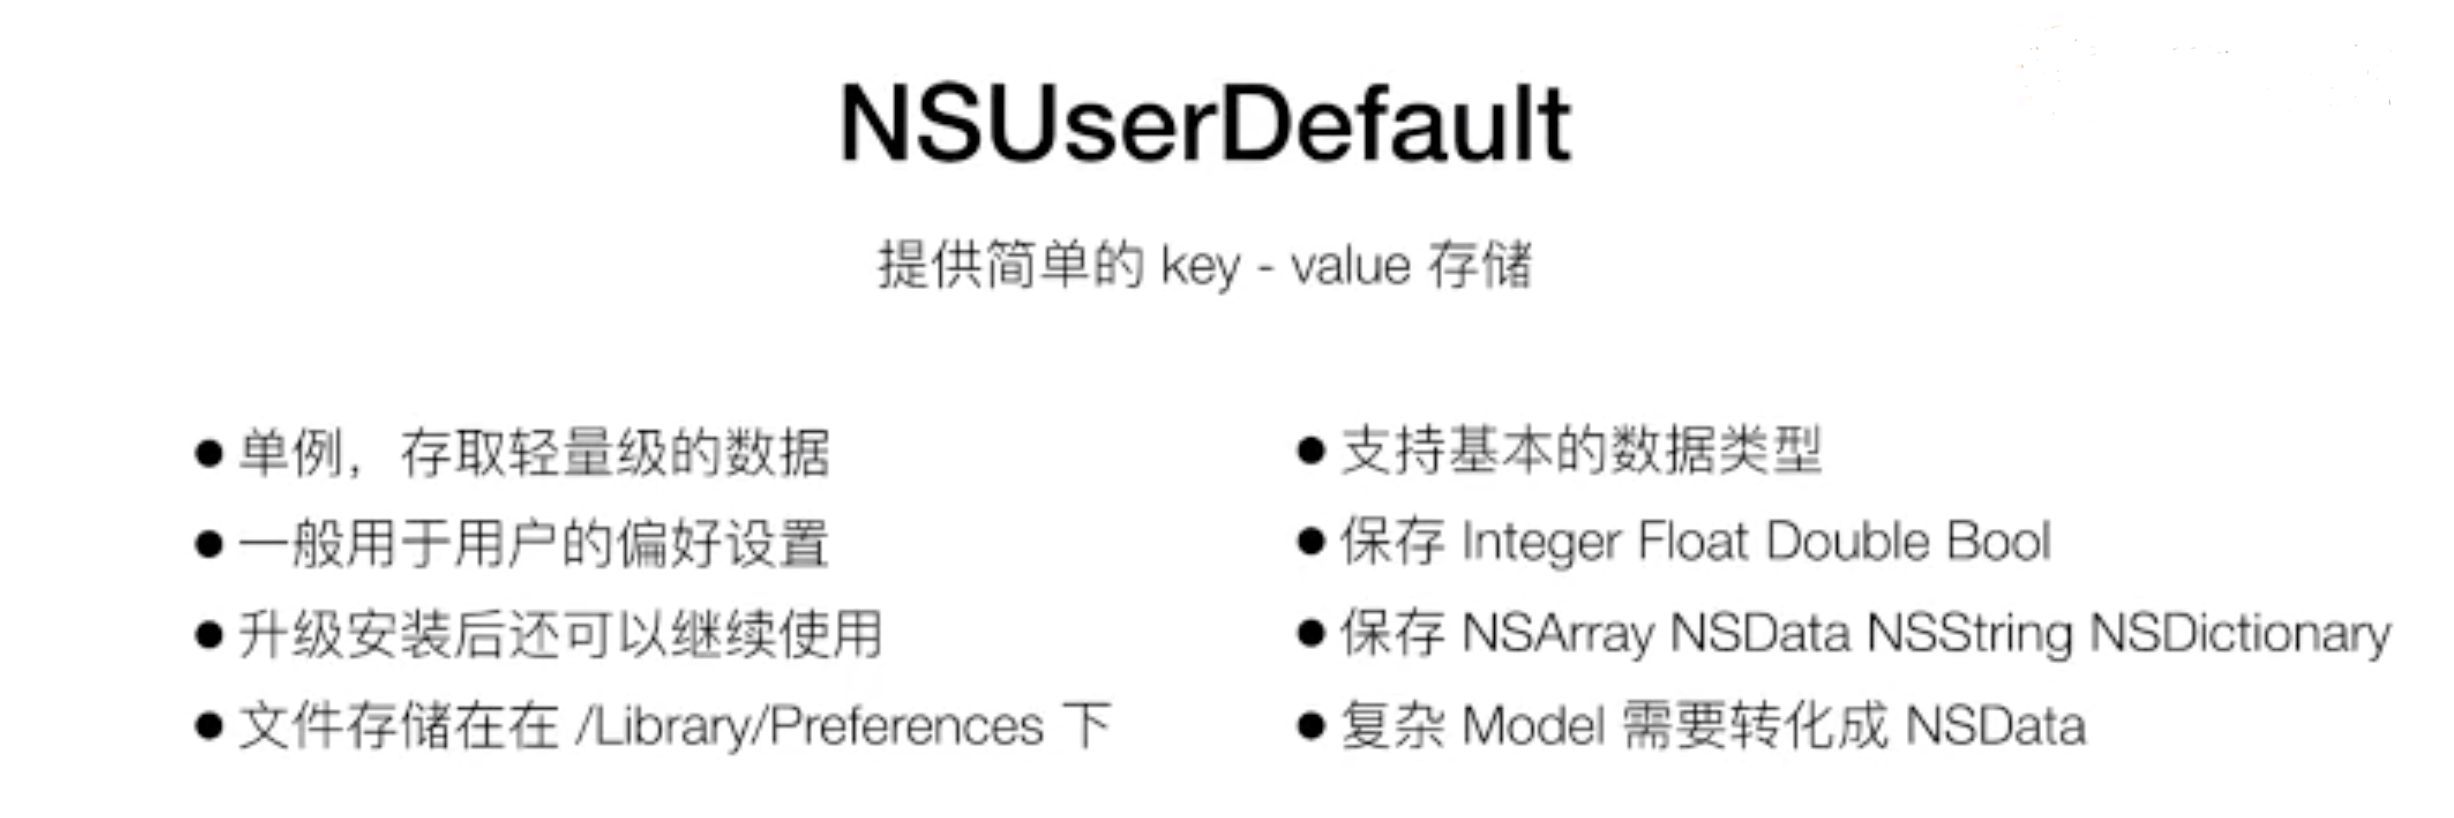 NSUserDefault
提供简单的 key - value 存储
● 单例，存取轻量级的数据
● 一般用于用户的偏好设置
● 升级安装后还可以继续使用
● 文件存储在在 /Library/Preferences 下
● 支持基本的数据类型
● 保存 Integer Float Double Bool
● 保存 NSArray NSData NSString NSDictionary
● 复杂 Model 需要转化成 NSData